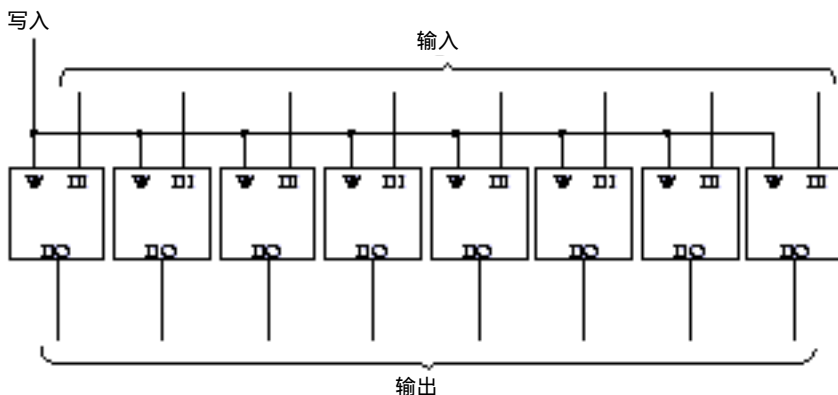 写入
输入
W DI W DI W DI W DI W DI W DI W DI W DI
DO DO DO DO DO DO DO DO
输出